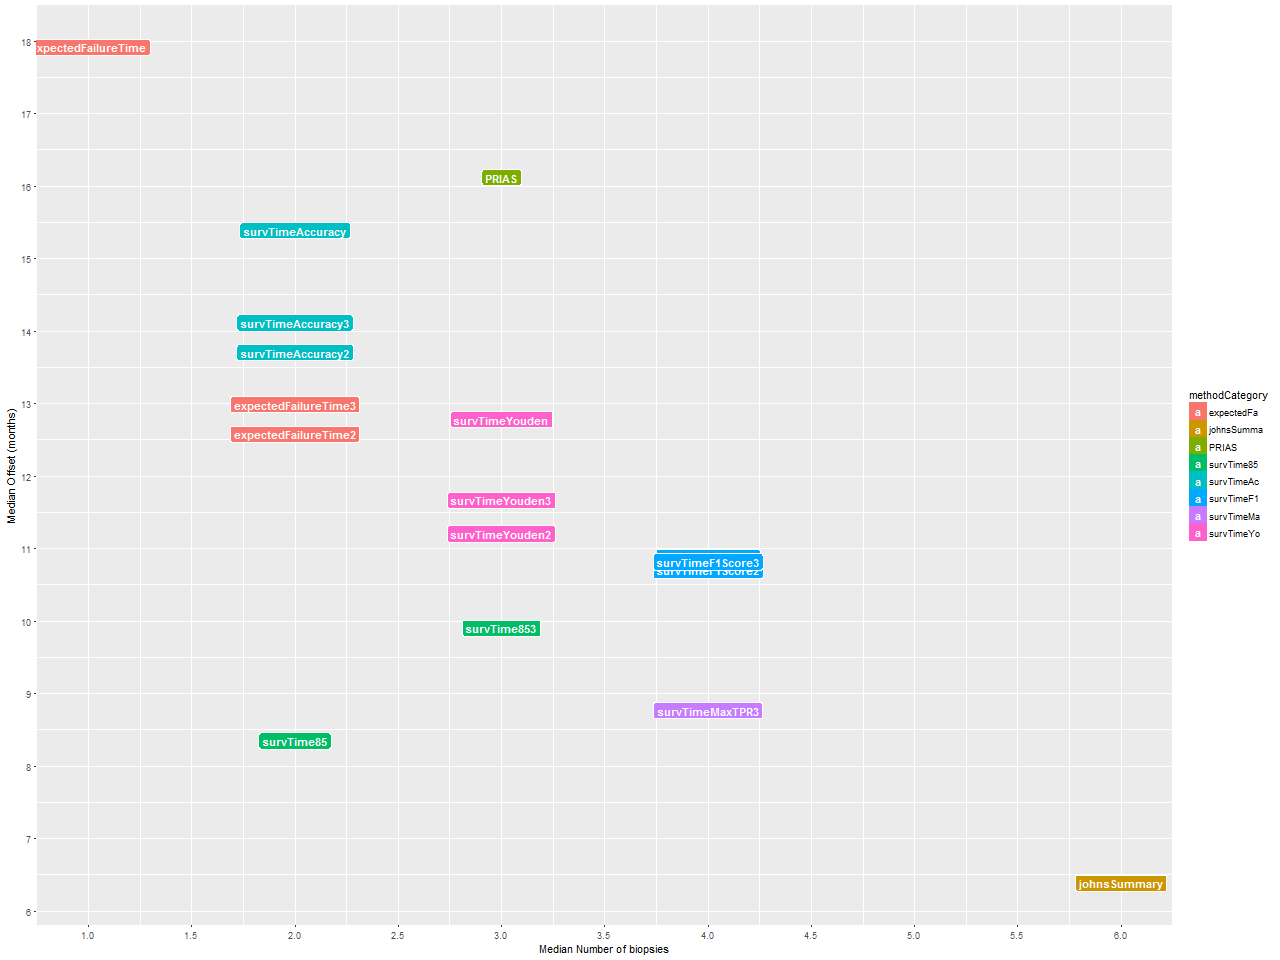 18
xpectedFailureTime
17
PRIAS
16
survTimeAccuracy
15
survTimeAccuracy3
14
survTimeAccuracy2
expectedFailureTime3
13
survTimeYouden
expectedFailureTime2
12
survTimeYouden3
survTimeYouden2
11
survTimeF1Score3
survTimeF1Score2
10
survTime853
9
survTimeMaxTPR3
survTime85
8
7
johnsSummary
6
1.0 1.5 2.0 2.5 3.0 3.5 4.0 4.5 5.0 5.5 6.0
Median Number of biopsies
Median Offset (months)
methodCategory
a expectedFa
a johnsSumma
a PRIAS
a survTime85
a survTimeAc
a survTimeF1
a survTimeMa
a survTimeYo